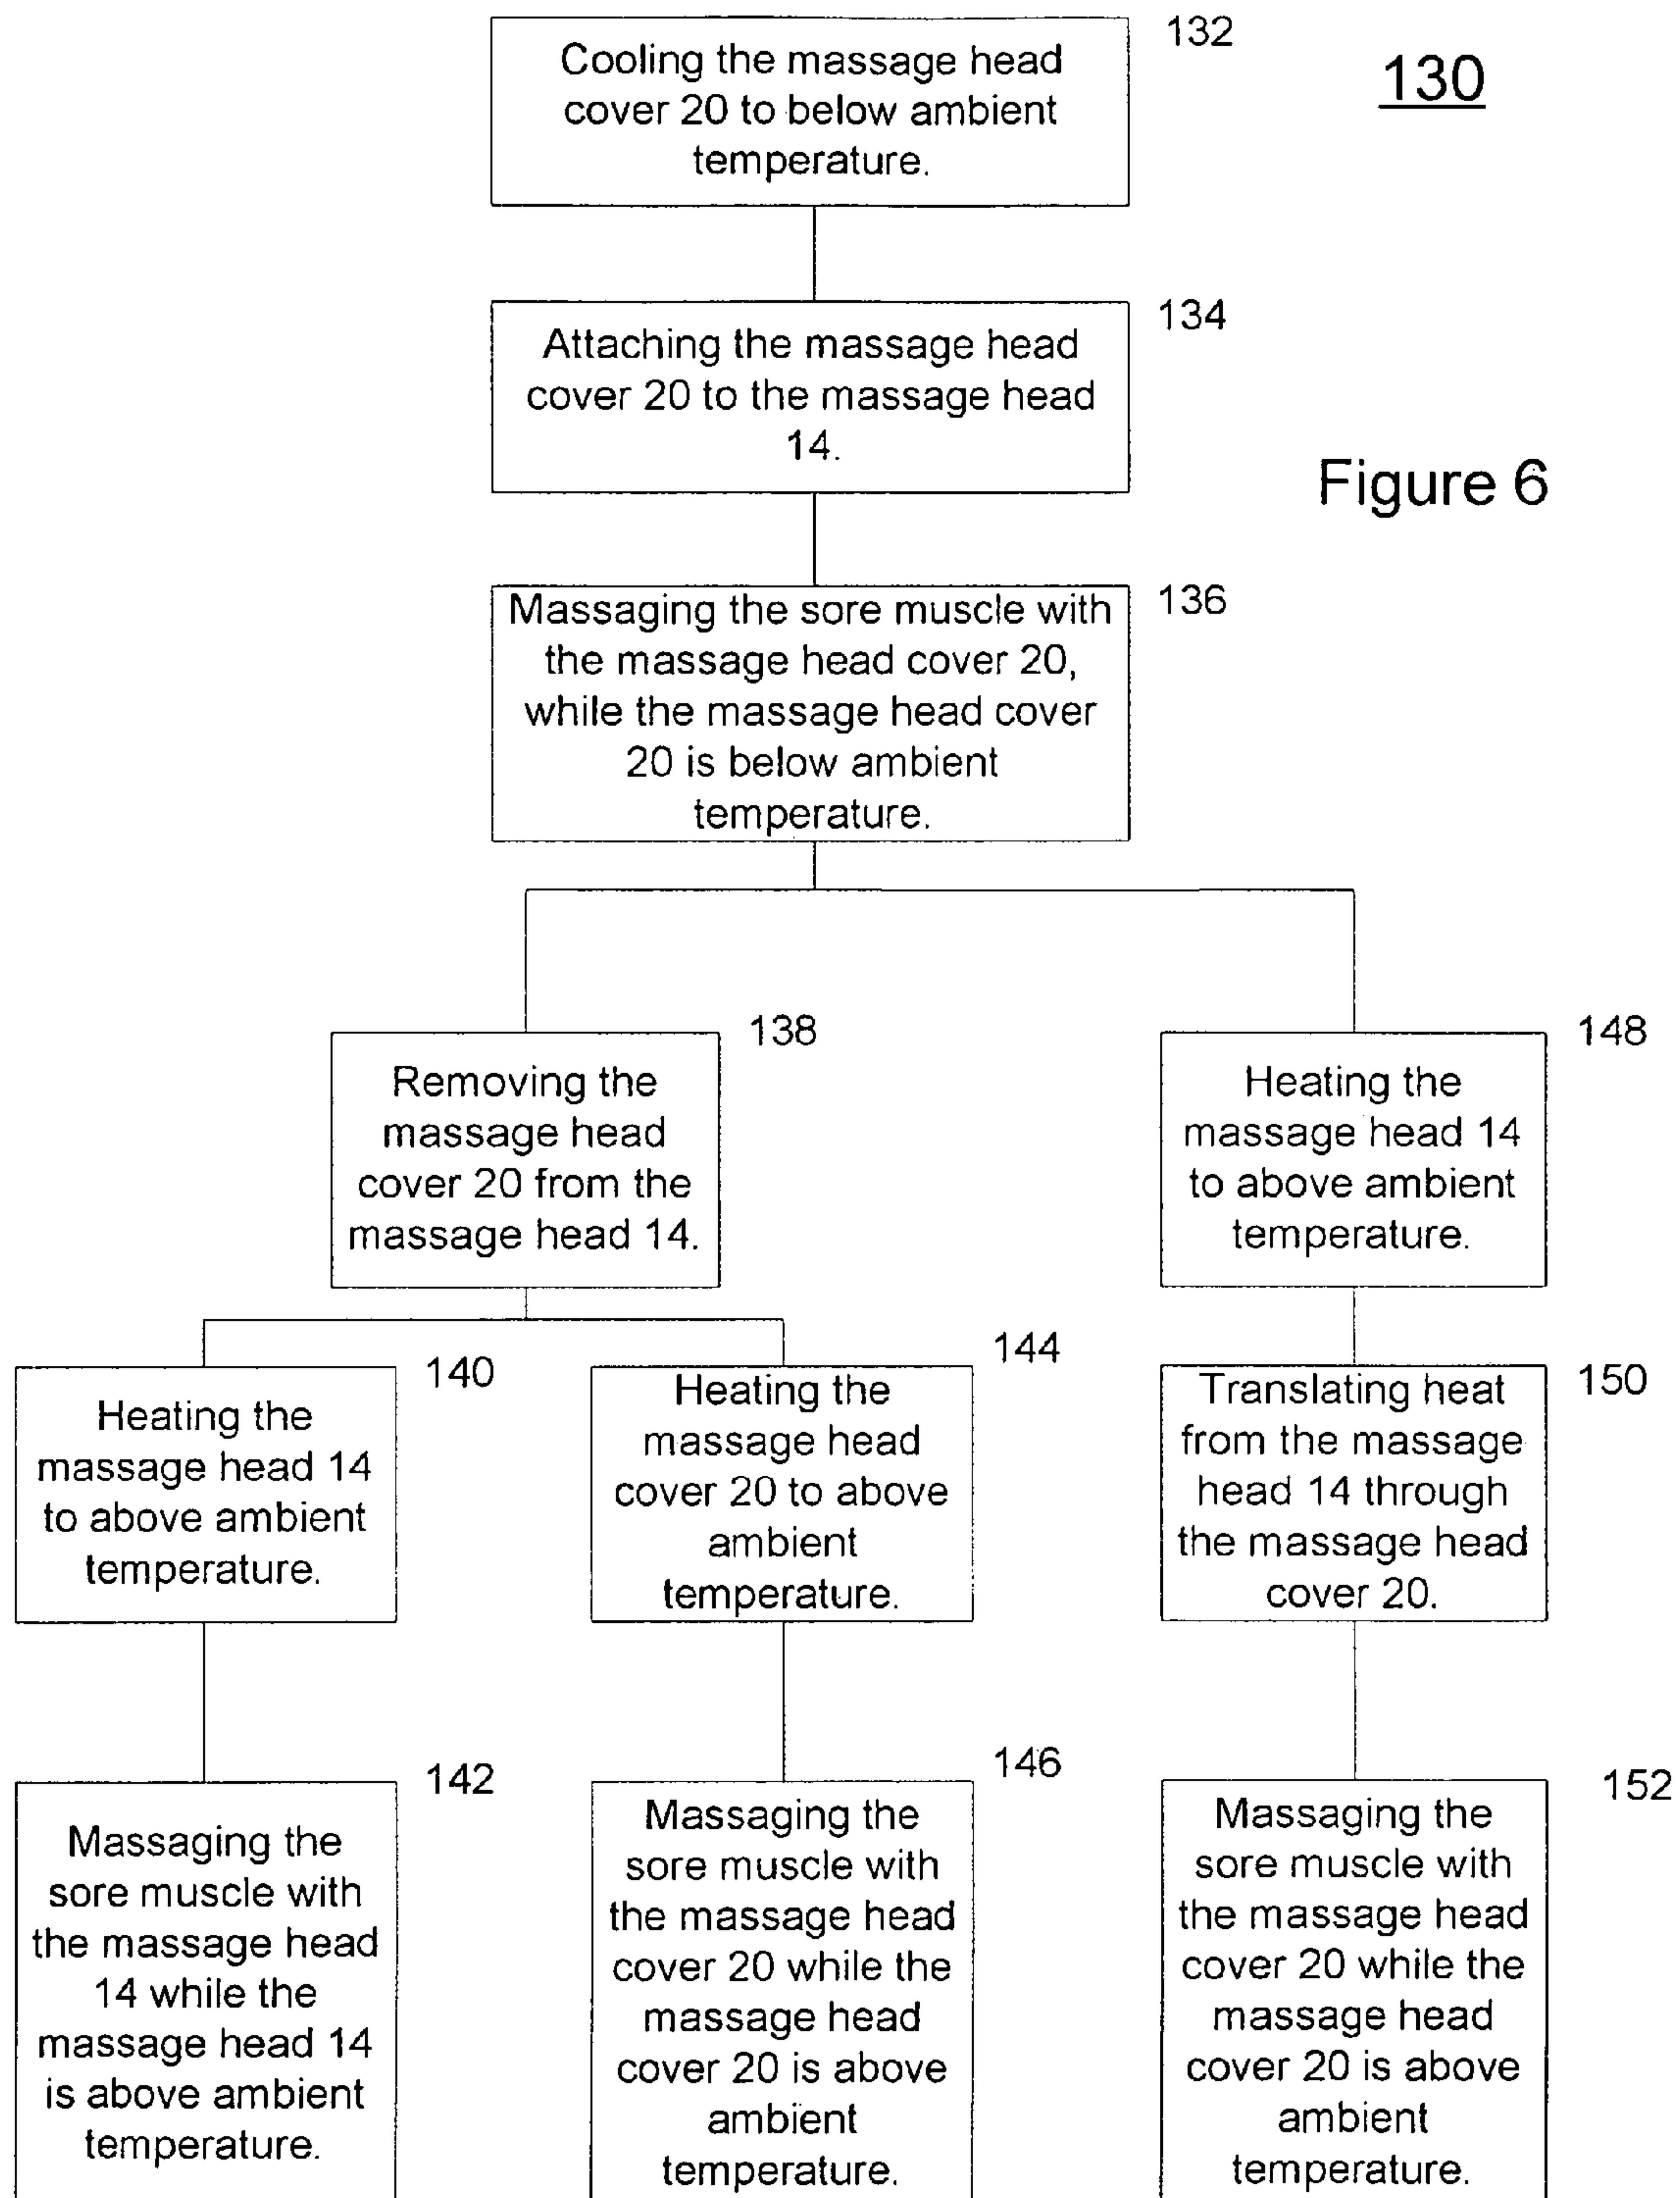 132
Cooling the massage head
cover 20 to below ambient
temperature.
130
134
Attaching the massage head
cover 20 to the massage head
14.
Figure 6
136
Massaging the sore muscle with
the massage head cover 20,
while the massage head cover
20 is below ambient
temperature.
138
Removing the
massage head
cover 20 from the
massage head 14.
148
Heating the
massage head 14
to above ambient
temperature.
140
Heating the
massage head 14
to above ambient
temperature.
144
Heating the
massage head
cover 20 to above
ambient
temperature.
150
Translating heat
from the massage
head 14 through
the massage head
cover 20.
142
Massaging the
sore muscle with
the massage head
14 while the
massage head 14
is above ambient
temperature.
146
Massaging the
sore muscle with
the massage head
cover 20 while the
massage head
cover 20 is above
ambient
temperature.
152
Massaging the
sore muscle with
the massage head
cover 20 while the
massage head
cover 20 is above
ambient
temperature.